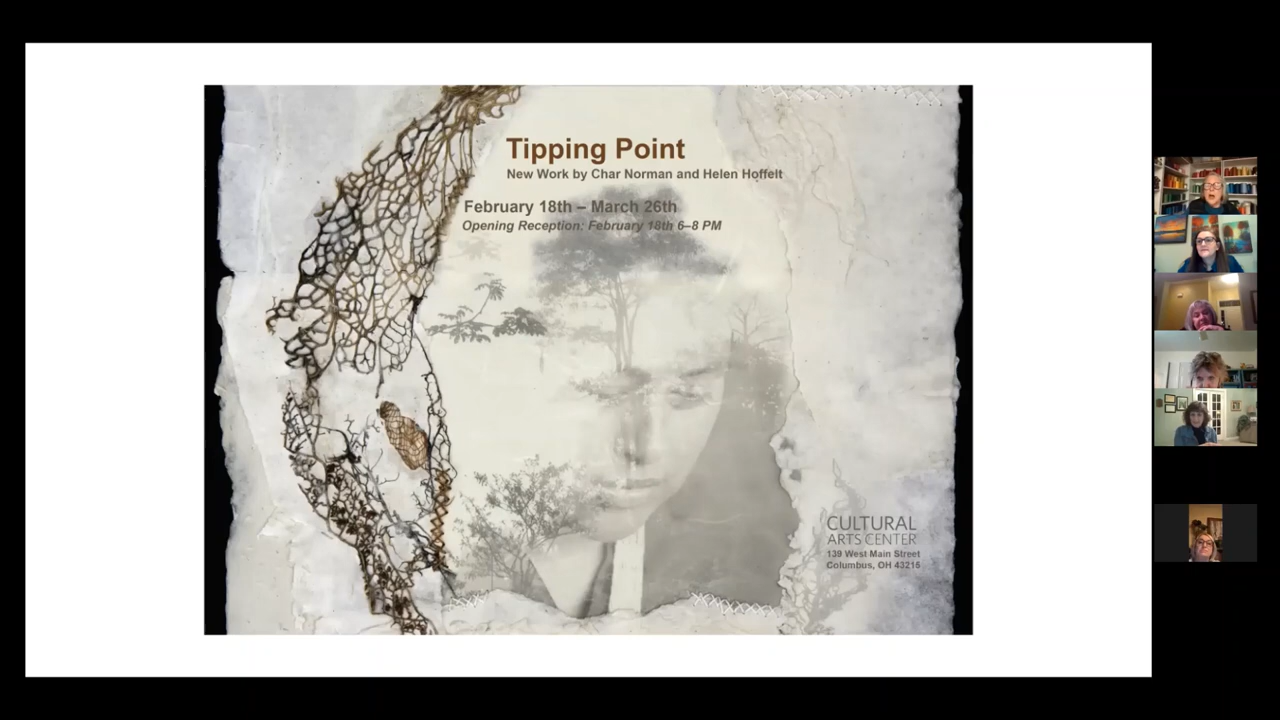 Tipping Point
New Work by Char Norman and Helen Hoffelt
February 18th – March 26th
Opening Reception: February 18th 6–8 PM
CULTURAL
ARTS CENTER
139 West Main Street
Columbus, OH 43215